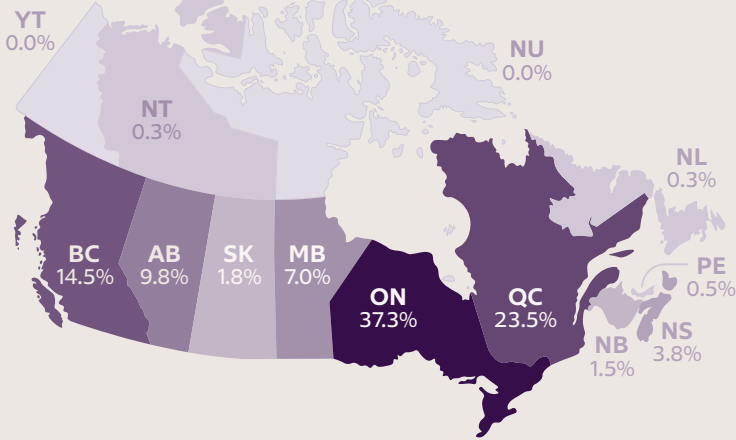 YT
0.0%
NU
0.0%
NT
0.3%
NL
0.3%
BC
14.5%
AB
9.8%
SK
1.8%
MB
7.0%
ON
37.3%
QC
23.5%
PE
0.5%
NB
1.5%
NS
3.8%